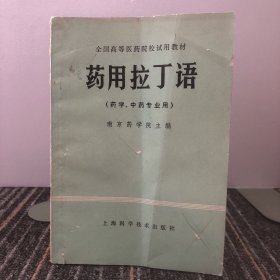 全国高等医药院校试用教材
药用拉丁语
(药学、中药专业用)
南京药学院主编
上海科学技术出版社